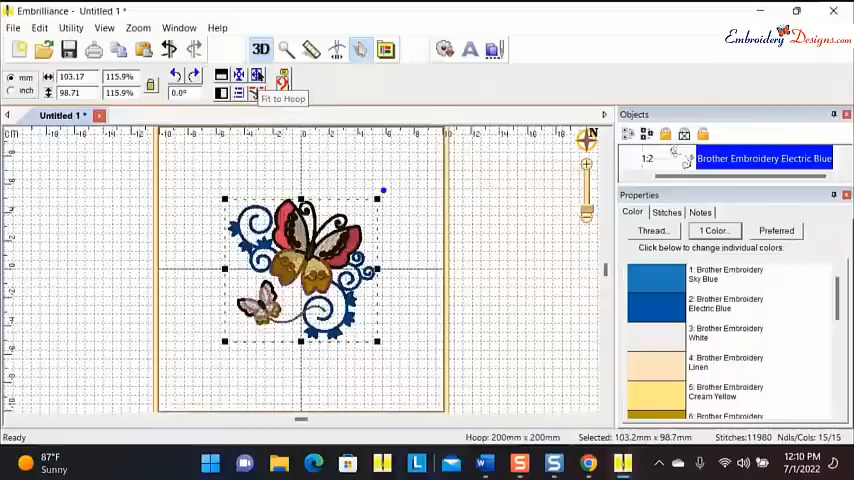 Embrilliance - Untitled 1 *
File Edit Utility View Zoom Window Help
EmbroideryDesigns.com
3D
A
mm 103.17 115.9%
inch 98.71 115.9% 0.0°
Fit to Hoop
Untitled 1 *
Objects
cm
N
1:2 Brother Embroidery Electric Blue
Properties
Color Stitches Notes
Thread... 1 Color... Preferred
Click below to change individual colors.
1: Brother Embroidery
Sky Blue
2: Brother Embroidery
Electric Blue
3: Brother Embroidery
White
4: Brother Embroidery
Linen
5: Brother Embroidery
Cream Yellow
6: Brother Embroidery
Ready Hoop: 200mm x 200mm Selected: 103.2mm x 98.7mm Stitches:11980 Ndls/Cols: 15/15
87°F
Sunny
12:10 PM
7/1/2022